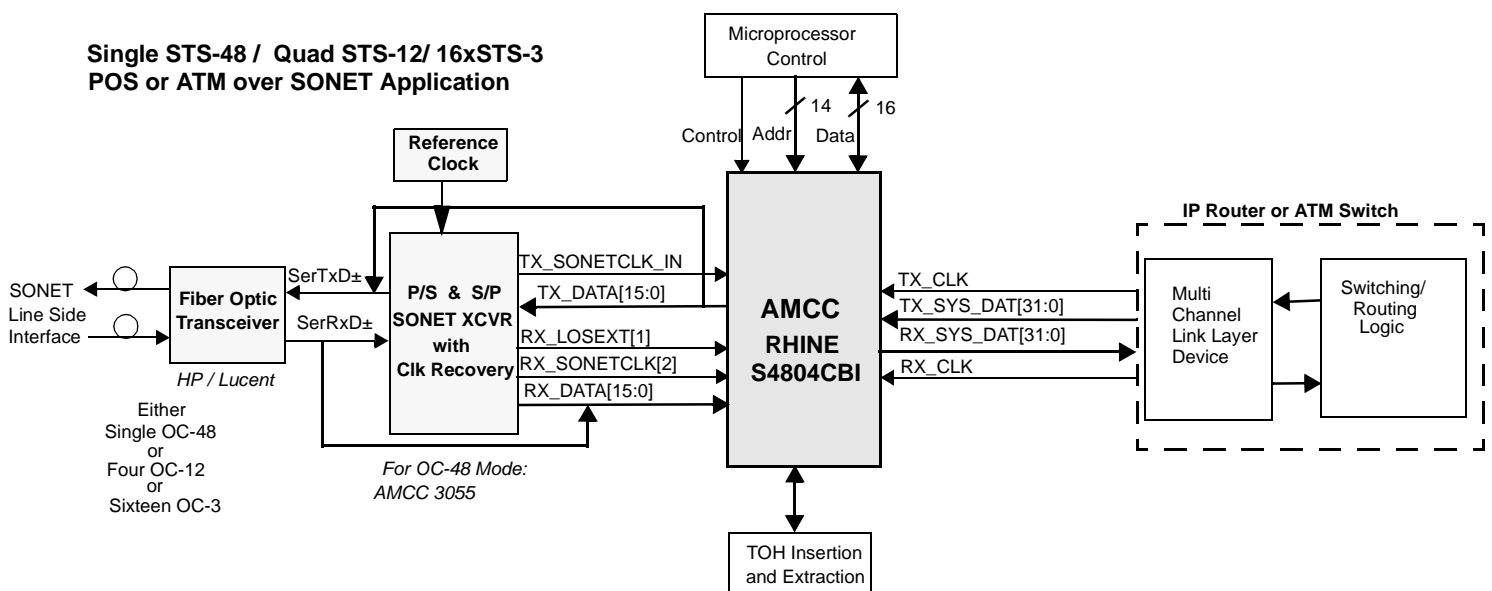 Single STS-48 / Quad STS-12/ 16xSTS-3
POS or ATM over SONET Application
Microprocessor
Control
14
16
Control
Addr
Data
Reference
Clock
IP Router or ATM Switch
SONET
Line Side
Interface
Fiber Optic
Transceiver
HP / Lucent
SerTxD±
SerRxD±
P/S & S/P
SONET XCVR
with
Clk Recovery
TX_SONETCLK_IN
TX_DATA[15:0]
RX_LOSEXT[1]
RX_SONETCLK[2]
RX_DATA[15:0]
AMCC
RHINE
S4804CBI
TX_CLK
TX_SYS_DAT[31:0]
RX_SYS_DAT[31:0]
RX_CLK
Multi
Channel
Link Layer
Device
Switching/
Routing
Logic
Either
Single OC-48
or
Four OC-12
or
Sixteen OC-3
For OC-48 Mode:
AMCC 3055
TOH Insertion
and Extraction